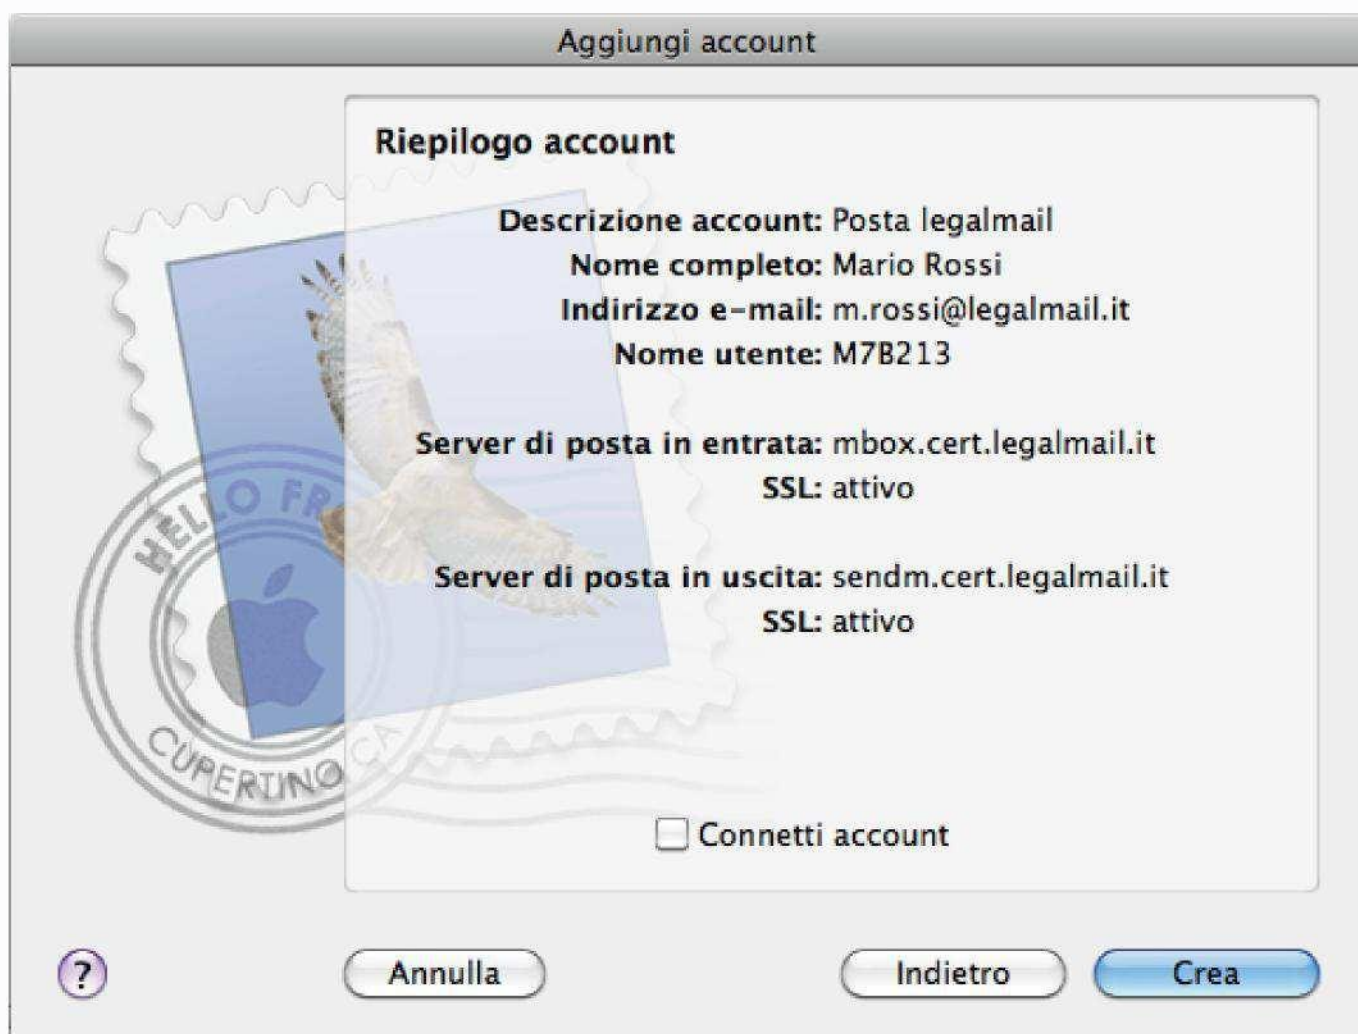 Aggiungi account
Riepilogo account
Descrizione account: Posta legalmail
Nome completo: Mario Rossi
Indirizzo e-mail: m.rossi@legalmail.it
Nome utente: M7B213
Server di posta in entrata: mbox.cert.legalmail.it
SSL: attivo
Server di posta in uscita: sendm.cert.legalmail.it
SSL: attivo
HELLO FRO
CUPERTINO CA
Connetti account
?
Annulla
Indietro
Crea